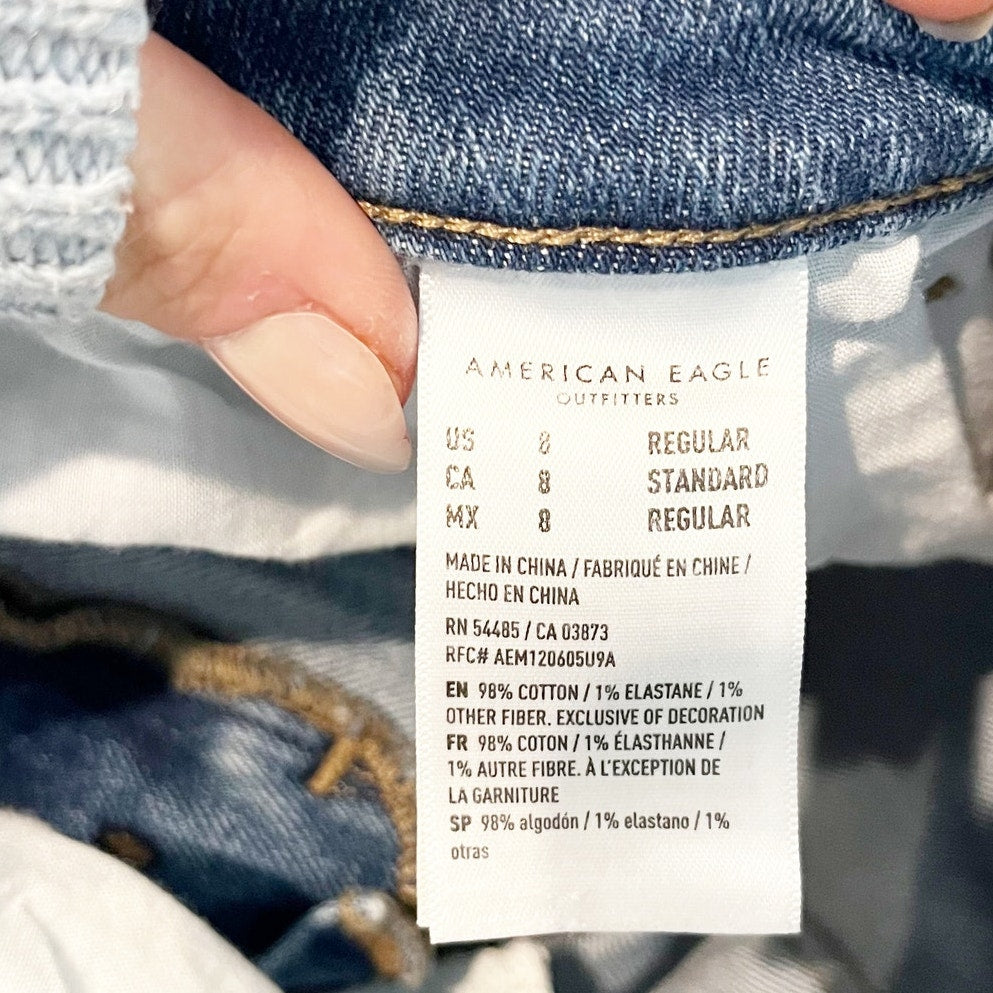 AMERICAN EAGLE
OUTFITTERS
US 8 REGULAR
CA 8 STANDARD
MX 8 REGULAR
MADE IN CHINA / FABRIQUÉ EN CHINE /
HECHO EN CHINA
RN 54485 / CA 03873
RFC# AEM120605U9A
EN 98% COTTON / 1% ELASTANE / 1%
OTHER FIBER. EXCLUSIVE OF DECORATION
FR 98% COTON / 1% ÉLASTHANNE /
1% AUTRE FIBRE. À L'EXCEPTION DE
LA GARNITURE
SP 98% algodón / 1% elastano / 1%
otras